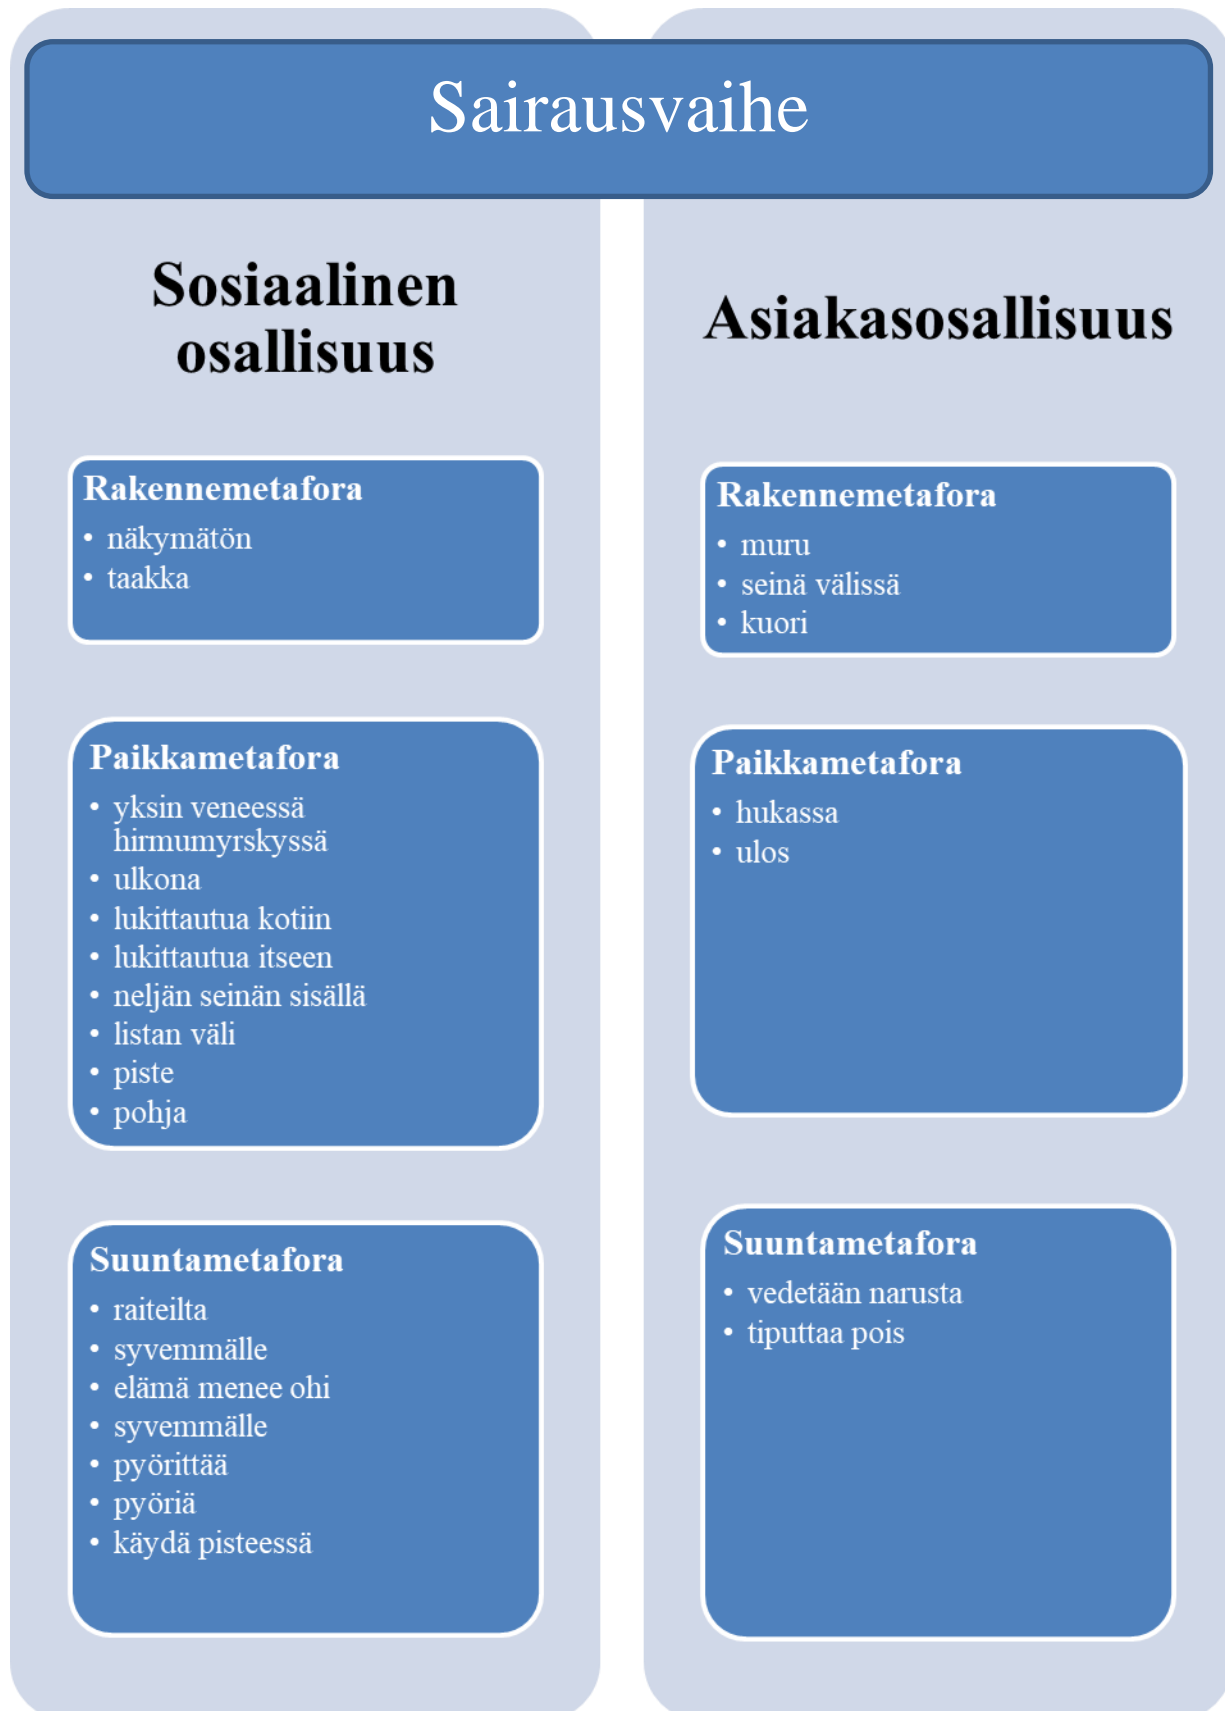 Sairausvaihe
Sosiaalinen
osallisuus
Rakennemetafora
• näkymätön
• taakka
Paikkametafora
• yksin veneessä
hirmumyrskyssä
• ulkona
• lukittautua kotiin
• lukittautua itseen
• neljän seinän sisällä
• listan väli
• piste
• pohja
Suuntametafora
• raiteilta
• syvemmälle
• elämä menee ohi
• syvemmälle
• pyörittää
• pyöriä
• käydä pisteessä
Asiakasosallisuus
Rakennemetafora
• muru
• seinä välissä
• kuori
Paikkametafora
• hukassa
• ulos
Suuntametafora
• vedetään narusta
• tiputtaa pois